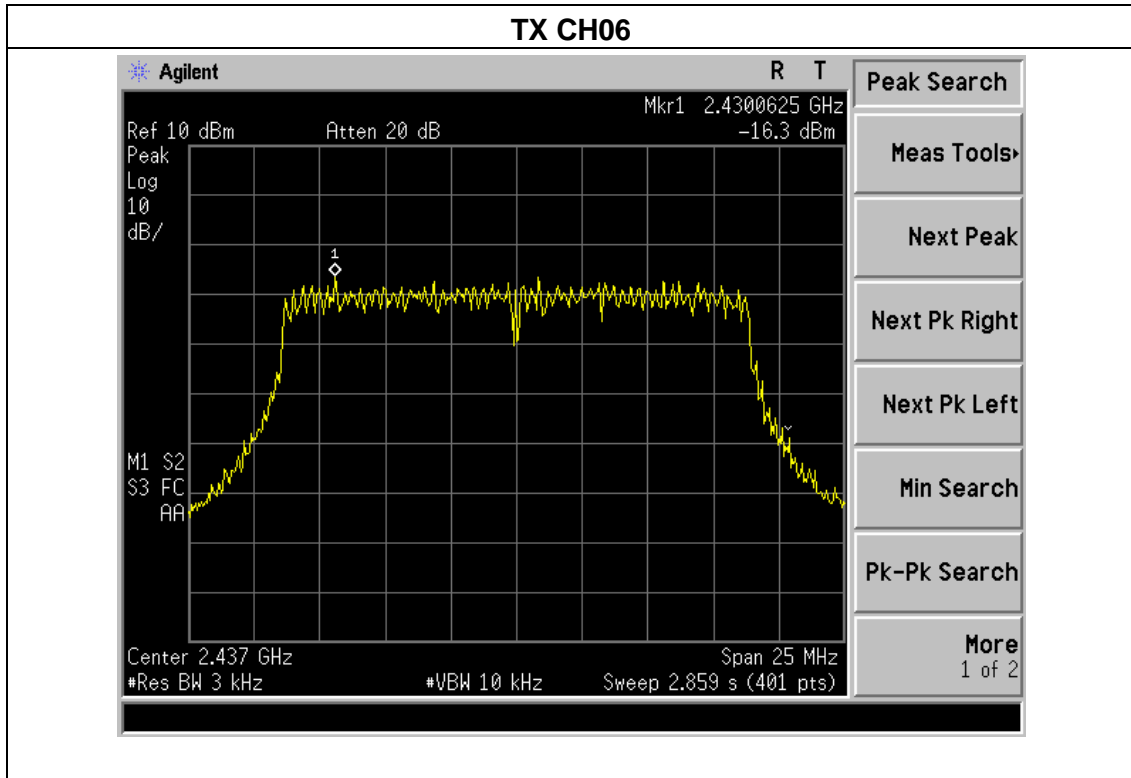 TX CH06
Agilent R T
Peak Search
Mkr1 2.4300625 GHz
Ref 10 dBm Atten 20 dB -16.3 dBm
Peak
Log
10
dB/
1
M1 S2
S3 FC
AA
Center 2.437 GHz Span 25 MHz
#Res BW 3 kHz #VBW 10 kHz Sweep 2.859 s (401 pts)
Meas Tools
Next Peak
Next Pk Right
Next Pk Left
Min Search
Pk-Pk Search
More
1 of 2